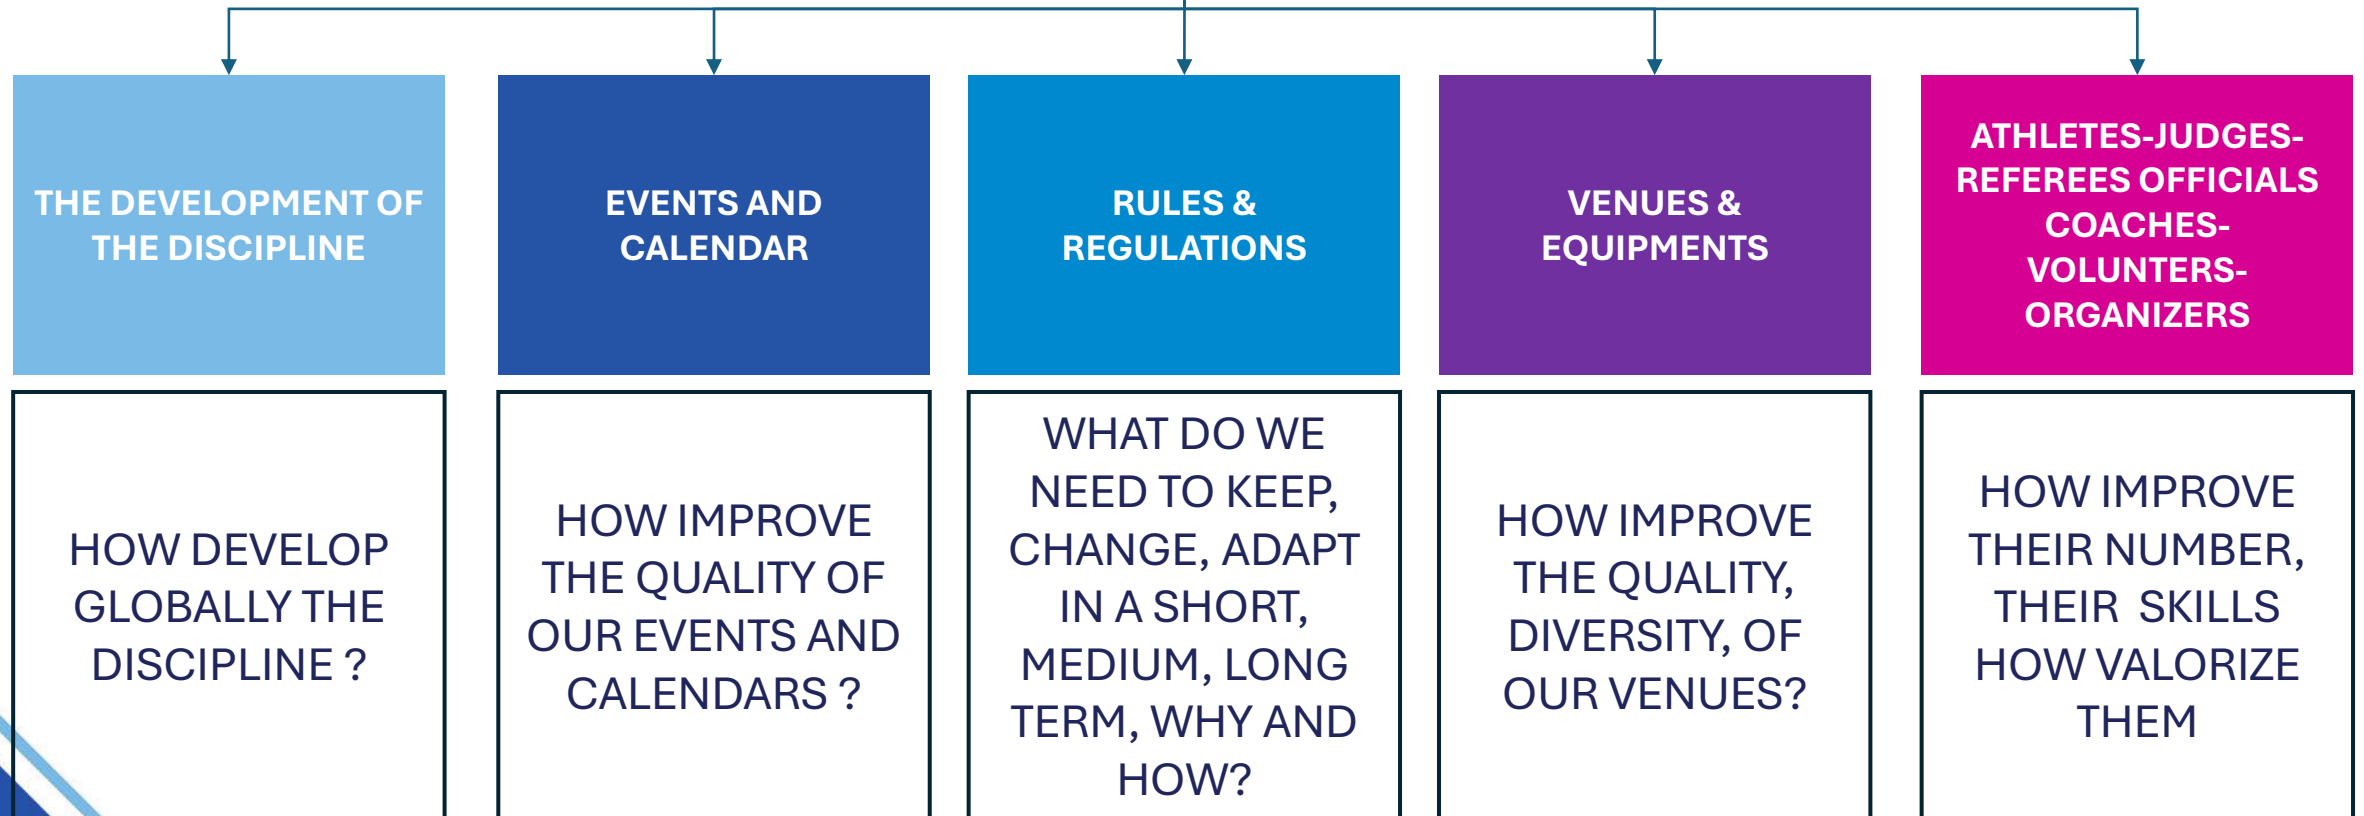 THE DEVELOPMENT OF
THE DISCIPLINE
EVENTS AND
CALENDAR
RULES &
REGULATIONS
VENUES &
EQUIPMENTS
ATHLETES-JUDGES-
REFEREES OFFICIALS
COACHES-
VOLUNTERS-
ORGANIZERS
HOW DEVELOP
GLOBALLY THE
DISCIPLINE ?
HOW IMPROVE
THE QUALITY OF
OUR EVENTS AND
CALENDARS ?
WHAT DO WE
NEED TO KEEP,
CHANGE, ADAPT
IN A SHORT,
MEDIUM, LONG
TERM, WHY AND
HOW?
HOW IMPROVE
THE QUALITY,
DIVERSITY, OF
OUR VENUES?
HOW IMPROVE
THEIR NUMBER,
THEIR SKILLS
HOW VALORIZE
THEM